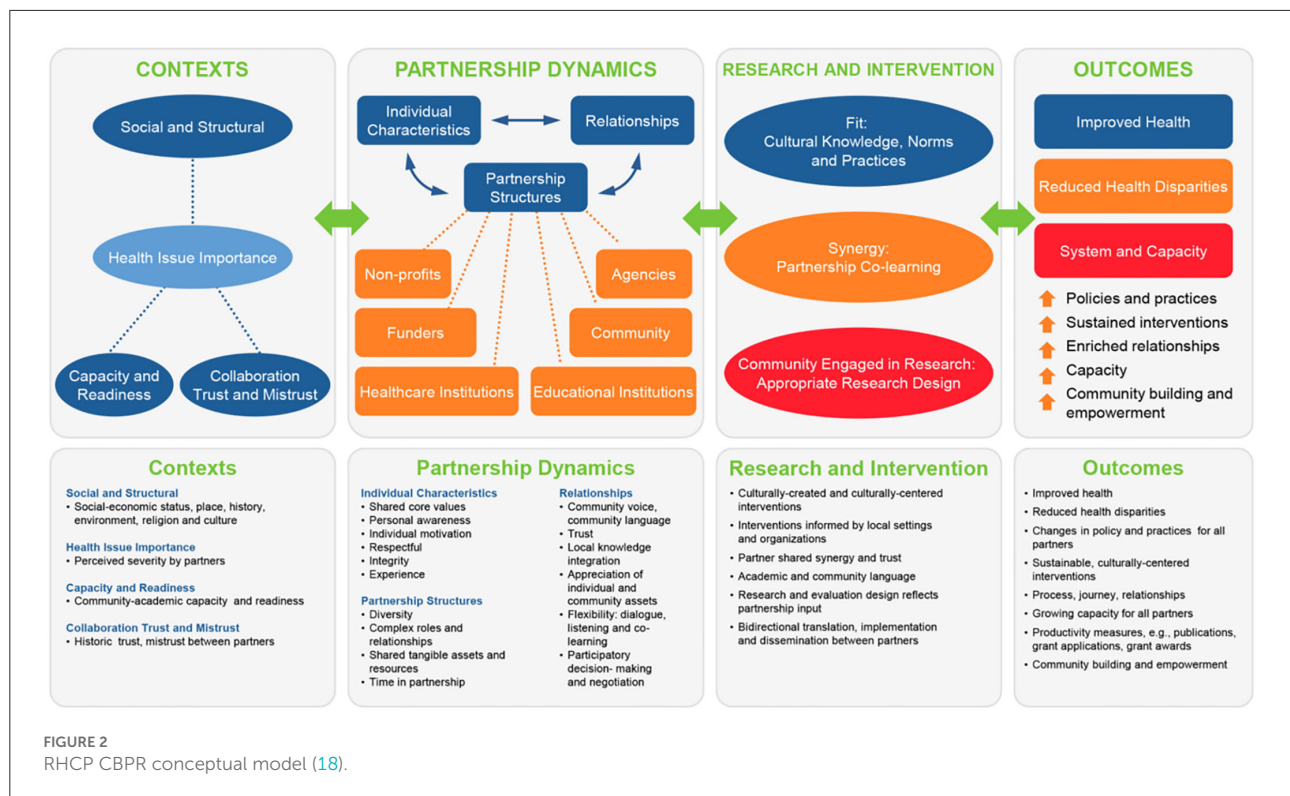 CONTEXTS
Social and Structural
Health Issue Importance
Capacity and
Readiness
Collaboration
Trust and Mistrust
PARTNERSHIP DYNAMICS
Individual
Characteristics
Relationships
Partnership
Structures
Non-profits
Agencies
Funders
Community
Healthcare Institutions
Educational Institutions
RESEARCH AND INTERVENTION
Fit:
Cultural Knowledge, Norms
and Practices
Synergy:
Partnership Co-learning
Community Engaged in Research:
Appropriate Research Design
OUTCOMES
Improved Health
Reduced Health Disparities
System and Capacity
Policies and practices
Sustained interventions
Enriched relationships
Capacity
Community building and
empowerment
Contexts
Social and Structural
• Social-economic status, place, history,
environment, religion and culture
Health Issue Importance
• Perceived severity by partners
Capacity and Readiness
• Community-academic capacity and readiness
Collaboration Trust and Mistrust
• Historic trust, mistrust between partners
Partnership Dynamics
Individual Characteristics
• Shared core values
• Personal awareness
• Individual motivation
• Respectful
• Integrity
• Experience
Partnership Structures
• Diversity
• Complex roles and
relationships
• Shared tangible assets and
resources
• Time in partnership
Relationships
• Community voice,
community language
• Trust
• Local knowledge
integration
• Appreciation of
individual and
community assets
• Flexibility: dialogue,
listening and co-
learning
• Participatory
decision- making
and negotiation
Research and Intervention
• Culturally-created and culturally-centered
interventions
• Interventions informed by local settings
and organizations
• Partner shared synergy and trust
• Academic and community language
• Research and evaluation design reflects
partnership input
• Bidirectional translation, implementation
and dissemination between partners
Outcomes
• Improved health
• Reduced health disparities
• Changes in policy and practices for all
partners
• Sustainable, culturally-centered
interventions
• Process, journey, relationships
• Growing capacity for all partners
• Productivity measures, e.g., publications,
grant applications, grant awards
• Community building and empowerment
FIGURE 2
RHCP CBPR conceptual model (18).